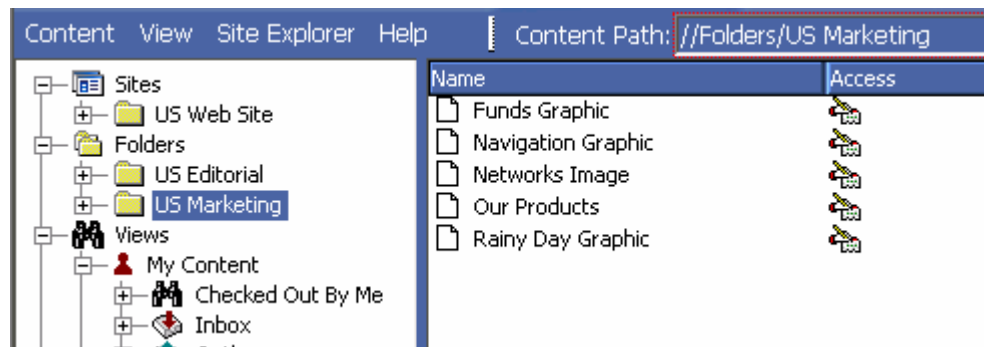 Content View Site Explorer Help Content Path: //Folders/US Marketing
Sites
US Web Site
Folders
US Editorial
US Marketing
Views
My Content
Checked Out By Me
Inbox
Name Access
Funds Graphic
Navigation Graphic
Networks Image
Our Products
Rainy Day Graphic